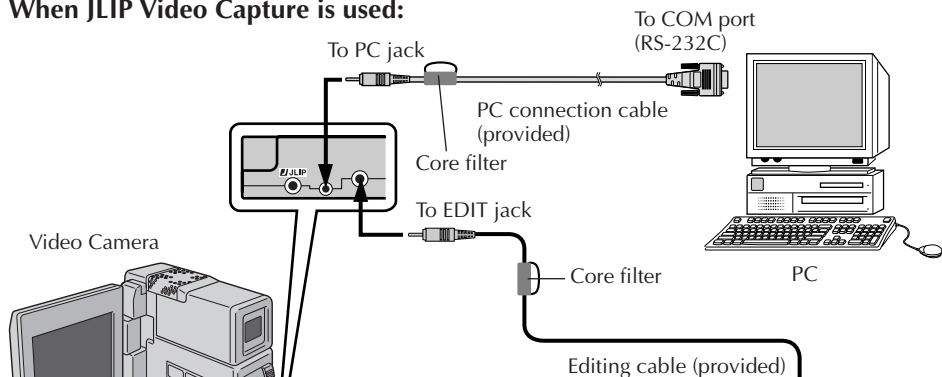 When JLIP Video Capture is used:
To COM port
(RS-232C)
To PC jack
PC connection cable
(provided)
Core filter
JLIP
To EDIT jack
Video Camera
Core filter
PC
Editing cable (provided)